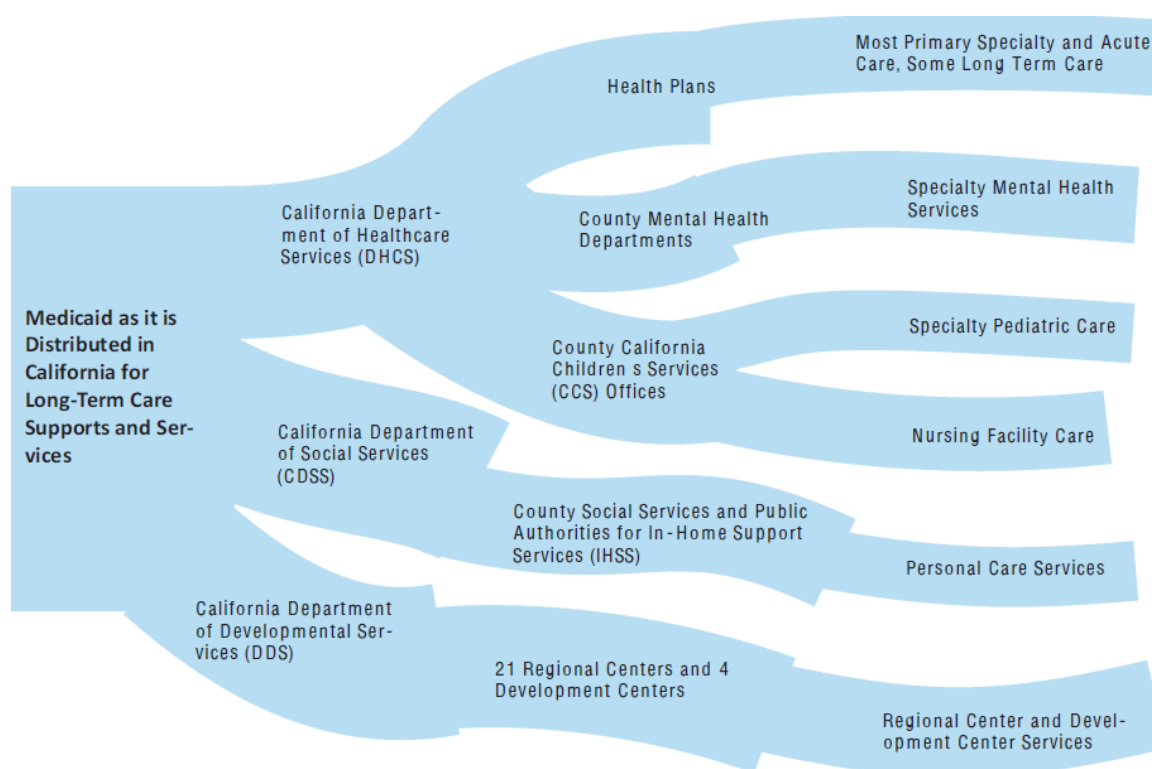 Most Primary Specialty and Acute
Care, Some Long Term Care
Health Plans
Specialty Mental Health
Services
California Depart-
ment of Healthcare
Services (DHCS)
County Mental Health
Departments
Medicaid as it is
Distributed in
California for
Long-Term Care
Supports and Ser-
vices
Specialty Pediatric Care
County California
Children s Services
(CCS) Offices
California Department
of Social Services
(CDSS)
Nursing Facility Care
County Social Services and Public
Authorities for In-Home Support
Services (IHSS)
Personal Care Services
California Department
of Developmental Ser-
vices (DDS)
21 Regional Centers and 4
Development Centers
Regional Center and Devel-
opment Center Services